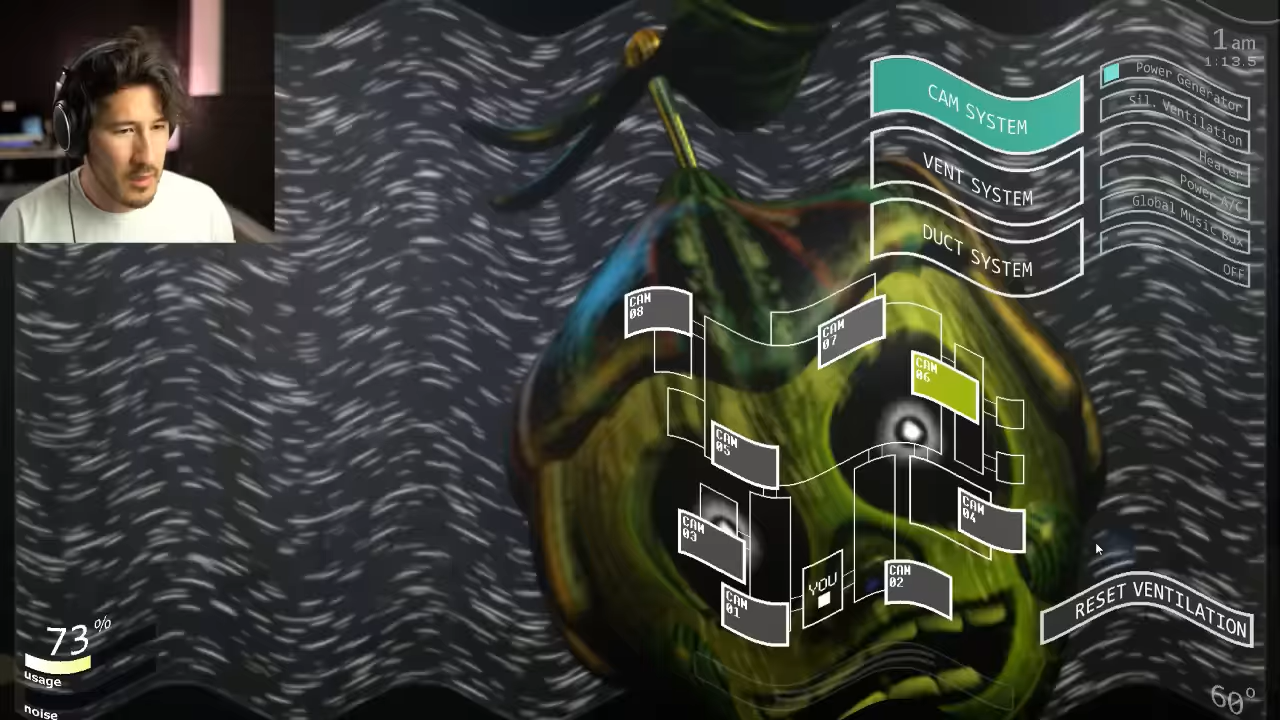 1 am
1:13.5
CAM SYSTEM
VENT SYSTEM
DUCT SYSTEM
Power Generator
Sil. Ventilation
Heater
Power A/C
Global Music Box
OFF
CAM
08
CAM
07
CAM
06
CAM
05
CAM
04
CAM
03
CAM
02
CAM
01
YOU
RESET VENTILATION
73%
usage
noise
60°